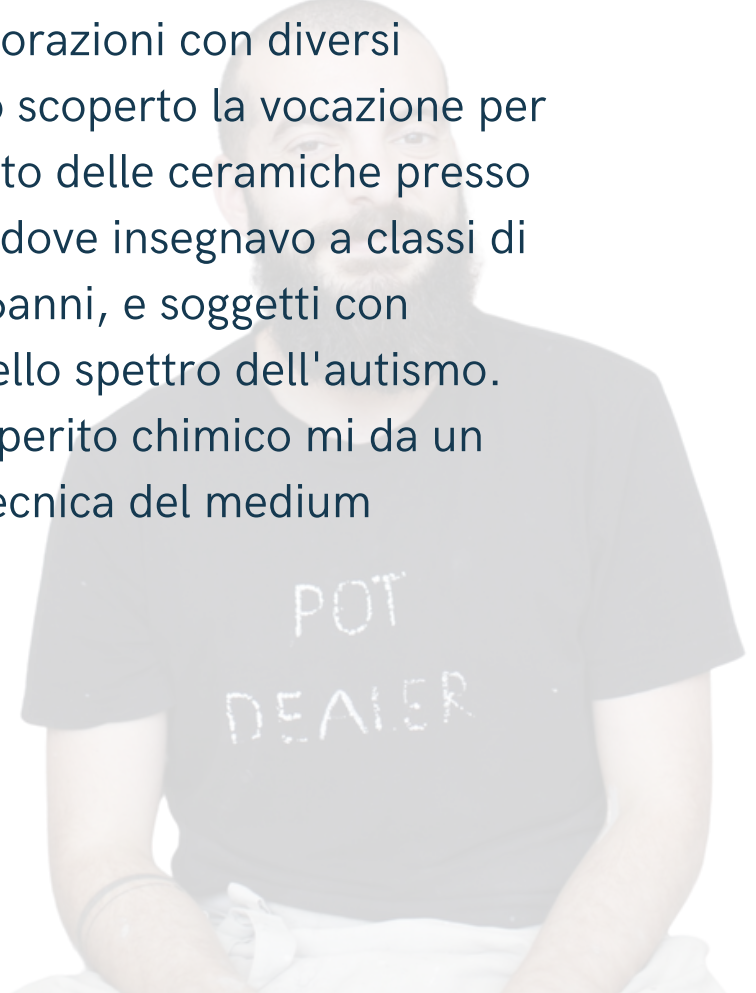 orazioni con diversi
scoperto la vocazione per
to delle ceramiche presso
dove insegnavo a classi di
anni, e soggetti con
ello spettro dell'autismo.
perito chimico mi da un
ecnica del medium
POT
DEALER